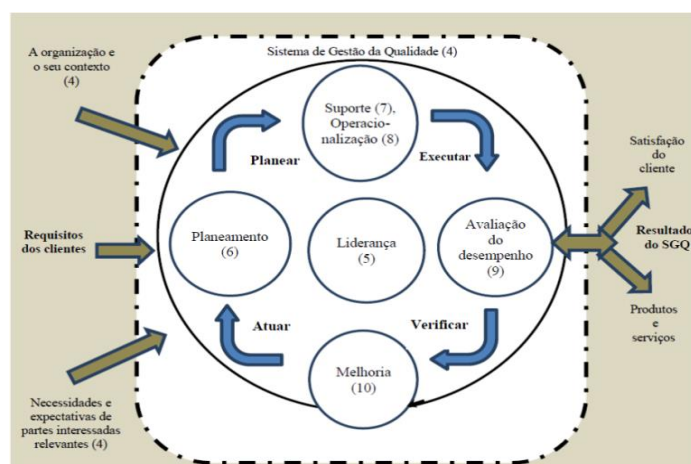 Sistema de Gestão da Qualidade (4)
A organização e
o seu contexto
(4)
Suporte (7),
Operacio-
nalização (8)
Planear
Executar
Satisfação
do
cliente
Requisitos
dos clientes
Planeamento
(6)
Liderança
(5)
Avaliação
do
desempenho
(9)
Resultado
do SGQ
Atuar
Verificar
Produtos
e
serviços
Melhoria
(10)
Necessidades e
expectativas de
partes interessadas
relevantes (4)